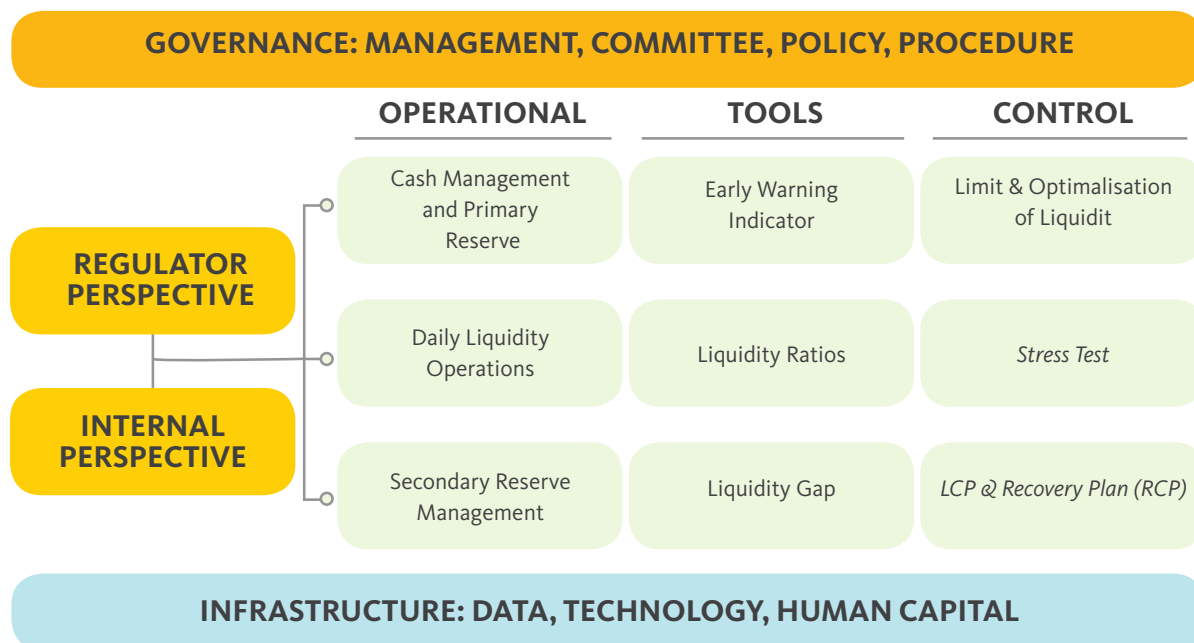 GOVERNANCE: MANAGEMENT, COMMITTEE, POLICY, PROCEDURE
OPERATIONAL
TOOLS
CONTROL
REGULATOR
PERSPECTIVE
INTERNAL
PERSPECTIVE
Cash Management
and Primary
Reserve
Early Warning
Indicator
Limit & Optimalisation
of Liquidit
Daily Liquidity
Operations
Liquidity Ratios
Stress Test
Secondary Reserve
Management
Liquidity Gap
LCP & Recovery Plan (RCP)
INFRASTRUCTURE: DATA, TECHNOLOGY, HUMAN CAPITAL